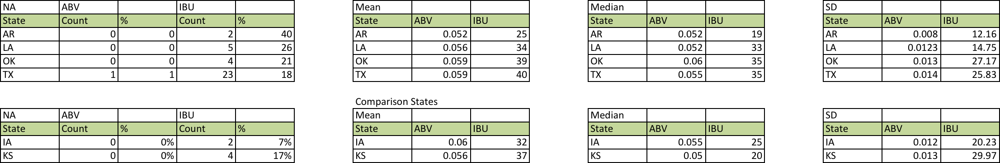 NA ABV IBU Mean Median SD
State Count % Count % State ABV IBU State ABV IBU State ABV IBU
AR 0 0 2 40 AR 0.052 25 AR 0.052 19 AR 0.008 12.16
LA 0 0 5 26 LA 0.056 34 LA 0.052 33 LA 0.0123 14.75
OK 0 0 4 21 OK 0.059 39 OK 0.06 35 OK 0.013 27.17
TX 1 1 23 18 TX 0.059 40 TX 0.055 35 TX 0.014 25.83
Comparison States
NA ABV IBU Mean Median SD
State Count % Count % State ABV IBU State ABV IBU State ABV IBU
IA 0 0% 2 7% IA 0.06 32 IA 0.055 25 IA 0.012 20.23
KS 0 0% 4 17% KS 0.056 37 KS 0.05 20 KS 0.013 29.97